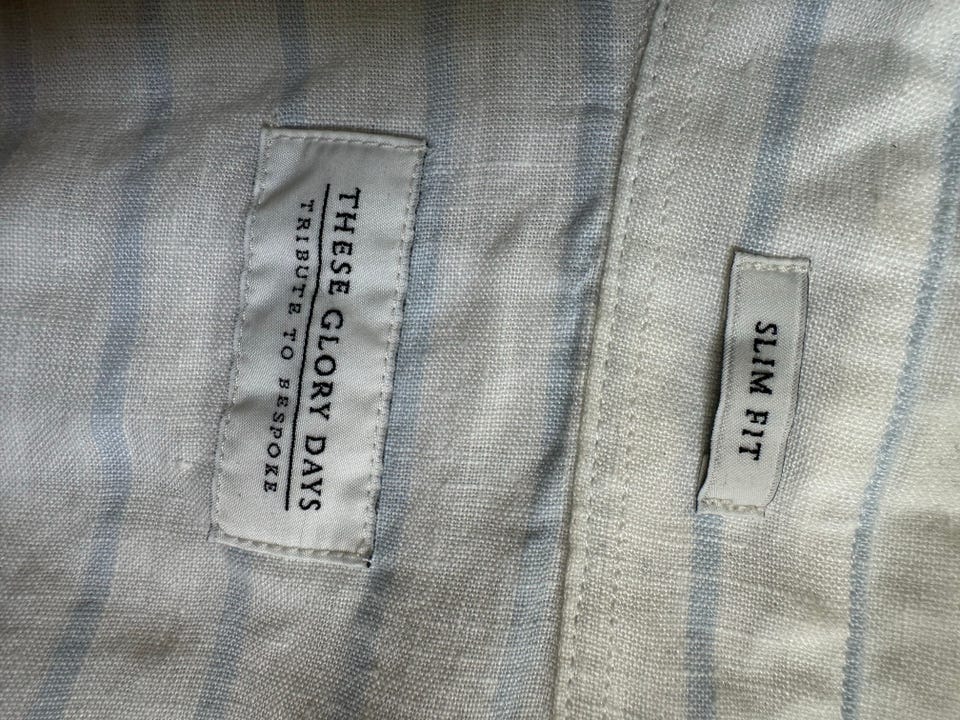 THESE GLORY DAYS
TRIBUTE TO BESPOKE
SLIM FIT